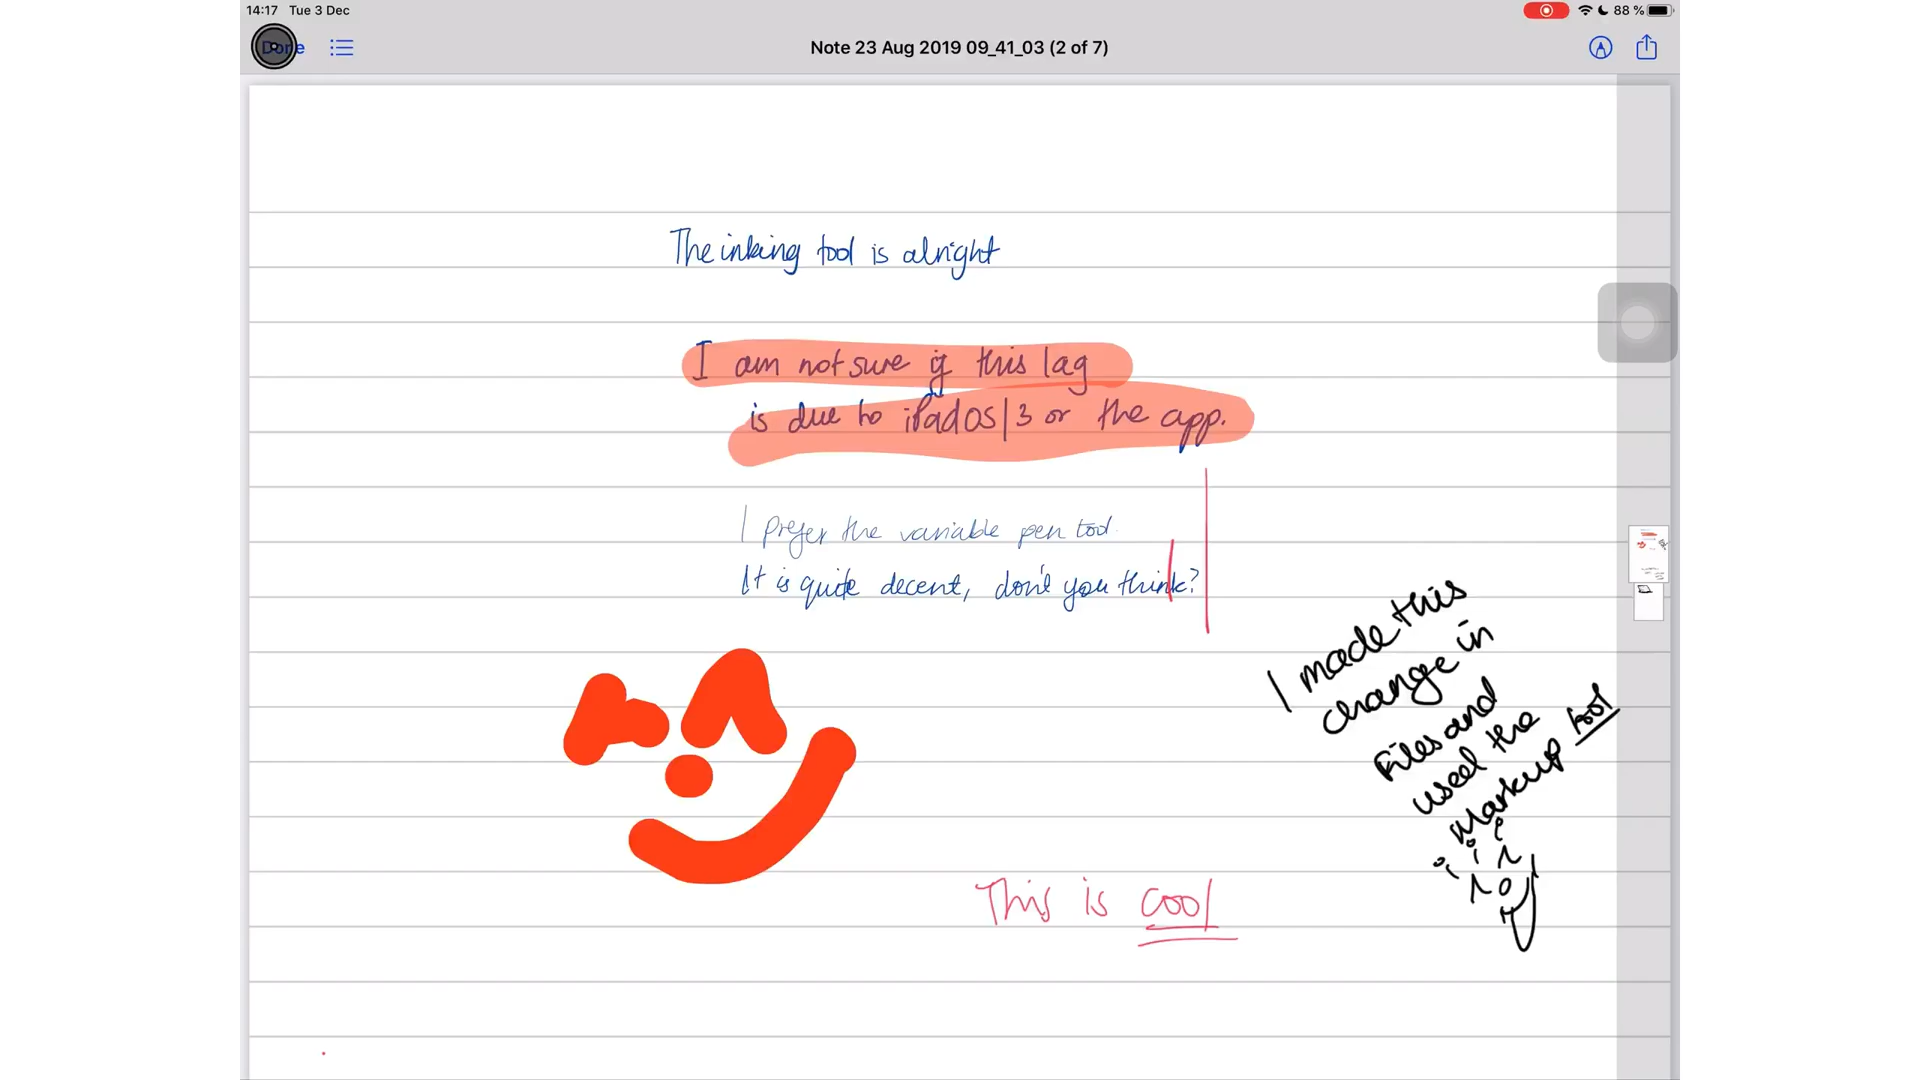 14:17 Tue 3 Dec
88 %
Done
Note 23 Aug 2019 09_41_03 (2 of 7)
The inking tool is alright
I am not sure if this lag
is due to iPadOS13 or the app.
I prefer the variable pen tool.
It is quite decent, don't you think?
I made this
change in
Files and
used the
Markup tool
This is cool